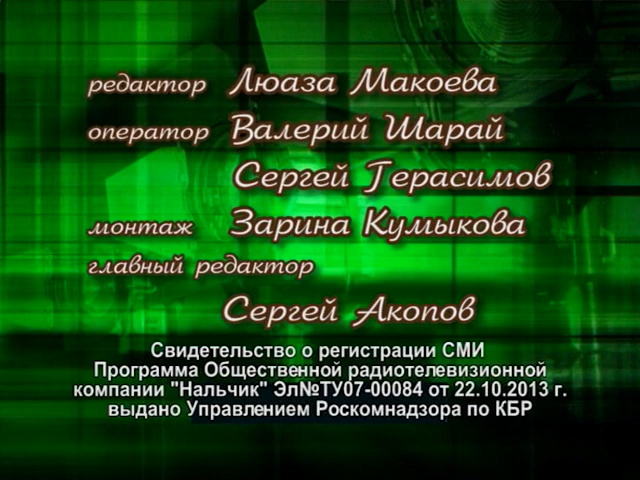 редактор Люаза Макоева
оператор Валерий Шарай
Сергей Герасимов
монтаж Зарина Кумыкова
главный редактор
Сергей Акопов
Свидетельство о регистрации СМИ
Программа Общественной радиотелевизионной
компании "Нальчик" Эл№ТУ07-00084 от 22.10.2013 г.
выдано Управлением Роскомнадзора по КБР